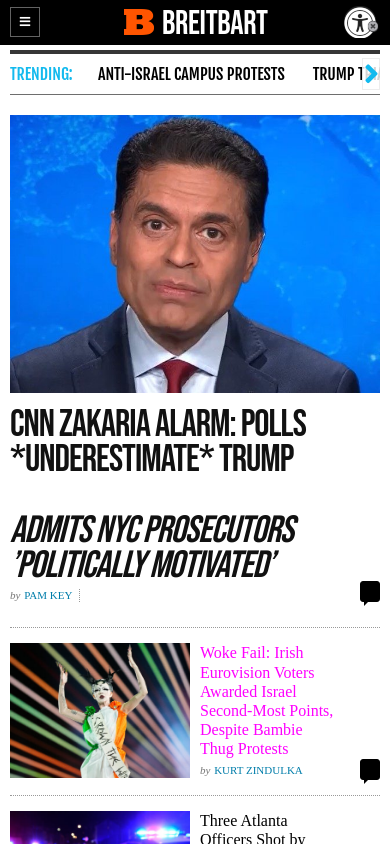 BREITBART
TRENDING: ANTI-ISRAEL CAMPUS PROTESTS TRUMP T
CNN ZAKARIA ALARM: POLLS
*UNDERESTIMATE* TRUMP
ADMITS NYC PROSECUTORS
'POLITICALLY MOTIVATED'
by PAM KEY
Woke Fail: Irish
Eurovision Voters
Awarded Israel
Second-Most Points,
Despite Bambie
Thug Protests
by KURT ZINDULKA
Three Atlanta
Officers Shot by